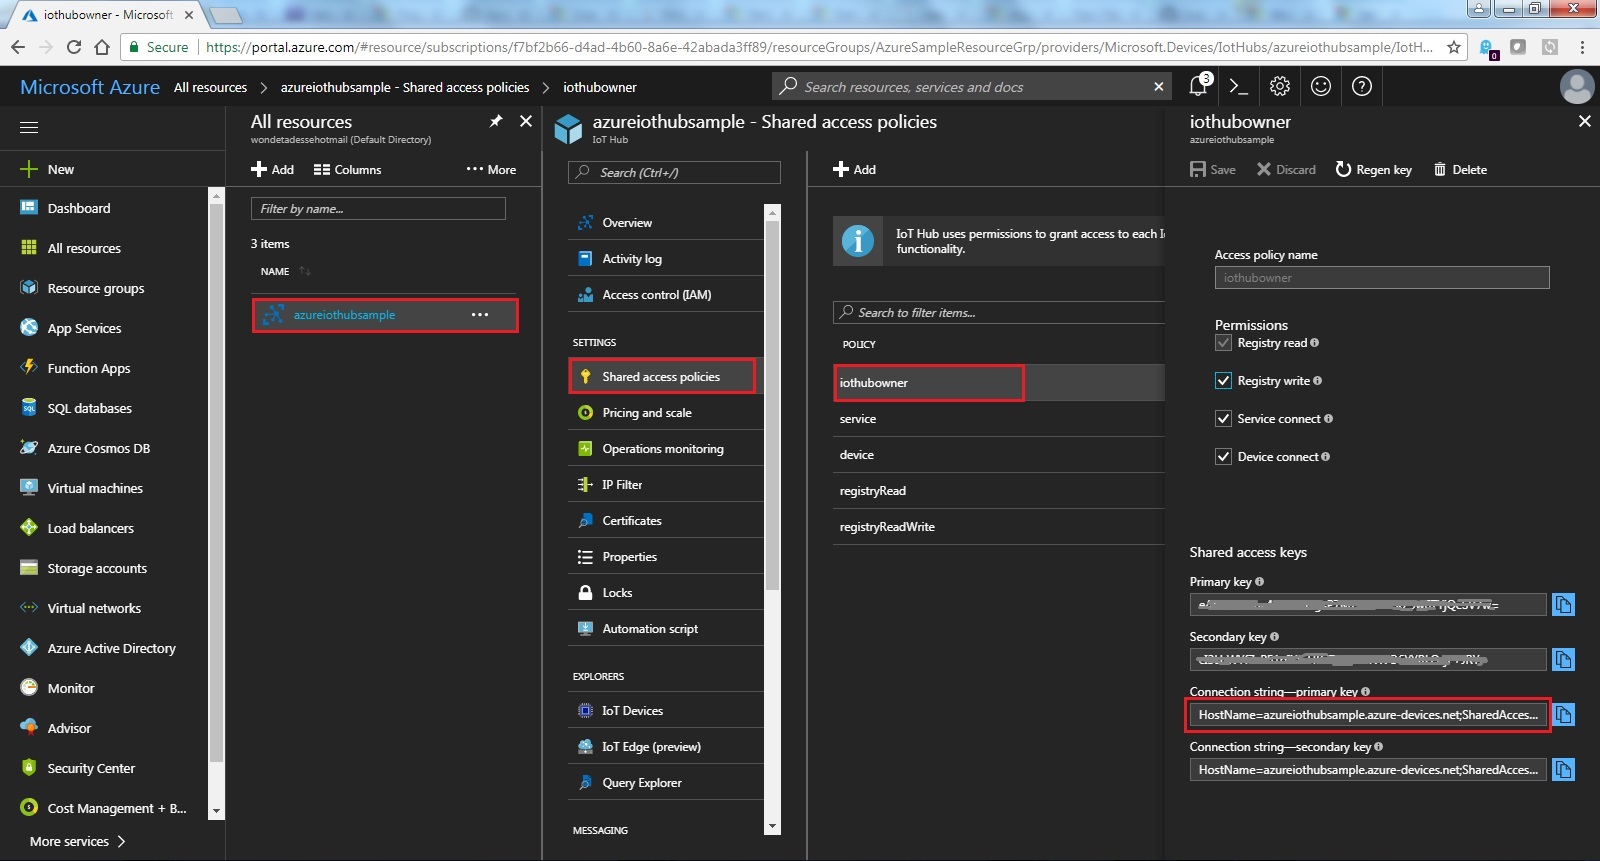 iothubowner - Microsoft
Secure
https://portal.azure.com/#resource/subscriptions/f7bf2b66-d4ad-4b60-8a6e-42abada3ff89/resourceGroups/AzureSampleResourceGrp/providers/Microsoft.Devices/IotHubs/azureiothubsample/IotH...
0
Microsoft Azure
All resources > azureiothubsample - Shared access policies > iothubowner
Search resources, services and docs
3
New
Dashboard
All resources
Resource groups
App Services
Function Apps
SQL databases
Azure Cosmos DB
Virtual machines
Load balancers
Storage accounts
Virtual networks
Azure Active Directory
Monitor
Advisor
Security Center
Cost Management + B...
More services >
All resources
wondetadessehotmail (Default Directory)
Add
Columns
More
Filter by name...
3 items
NAME
azureiothubsample
azureiothubsample - Shared access policies
IoT Hub
Search (Ctrl+/)
Overview
Activity log
Access control (IAM)
SETTINGS
Shared access policies
Pricing and scale
Operations monitoring
IP Filter
Certificates
Properties
Locks
Automation script
EXPLORERS
IoT Devices
IoT Edge (preview)
Query Explorer
MESSAGING
Add
IoT Hub uses permissions to grant access to each
functionality.
Search to filter items...
POLICY
iothubowner
service
device
registryRead
registryReadWrite
iothubowner
azureiothubsample
Save
Discard
Regen key
Delete
Access policy name
iothubowner
Permissions
Registry read
Registry write
Service connect
Device connect
Shared access keys
Primary key
Secondary key
Connection string—primary key
HostName=azureiothubsample.azure-devices.net;SharedAcces...
Connection string—secondary key
HostName=azureiothubsample.azure-devices.net;SharedAcces...